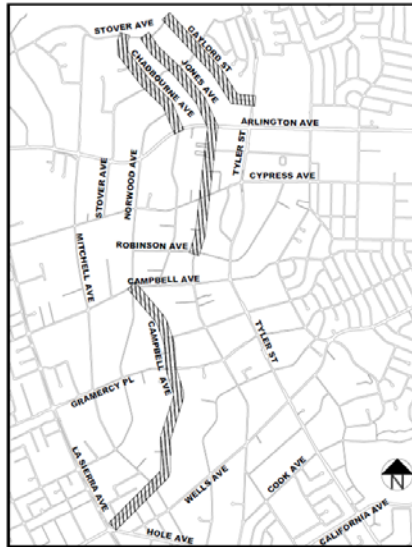 STOVER AVE
GAYLORD ST
JONES AVE
CHADBOURNE AVE
ARLINGTON AVE
TYLER ST
CYPRESS AVE
STOVER AVE
NORWOOD AVE
ROBINSON AVE
MITCHELL AVE
CAMPBELL AVE
TYLER ST
CAMPBELL AVE
GRAMERCY PL
LA SIERRA AVE
WELLS AVE
COOK AVE
N
HOLE AVE
CALIFORNIA AVE